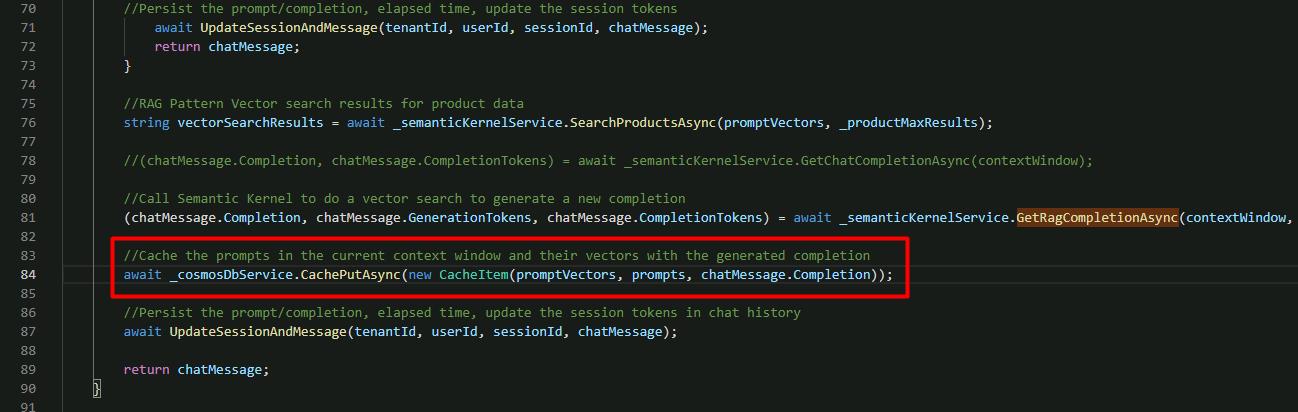 70 //Persist the prompt/completion, elapsed time, update the session tokens
71 await UpdateSessionAndMessage(tenantId, userId, sessionId, chatMessage);
72 return chatMessage;
73 }
74
75 //RAG Pattern Vector search results for product data
76 string vectorSearchResults = await _semanticKernelService.SearchProductsAsync(promptVectors, _productMaxResults);
77
78 //(chatMessage.Completion, chatMessage.CompletionTokens) = await _semanticKernelService.GetChatCompletionAsync(contextWindow);
79
80 //Call Semantic Kernel to do a vector search to generate a new completion
81 (chatMessage.Completion, chatMessage.GenerationTokens, chatMessage.CompletionTokens) = await _semanticKernelService.GetRagCompletionAsync(contextWindow,
82
83 //Cache the prompts in the current context window and their vectors with the generated completion
84 await _cosmosDbService.CachePutAsync(new CacheItem(promptVectors, prompts, chatMessage.Completion));
85
86 //Persist the prompt/completion, elapsed time, update the session tokens in chat history
87 await UpdateSessionAndMessage(tenantId, userId, sessionId, chatMessage);
88
89 return chatMessage;
90 }
91